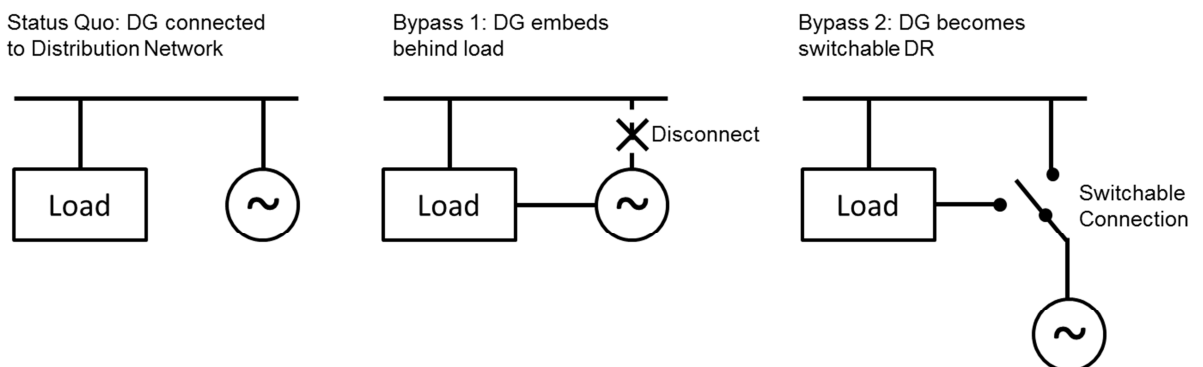 Status Quo: DG connected
to Distribution Network
Load
~
Bypass 1: DG embeds
behind load
Disconnect
Load
~
Bypass 2: DG becomes
switchable DR
Load
Switchable
Connection
~